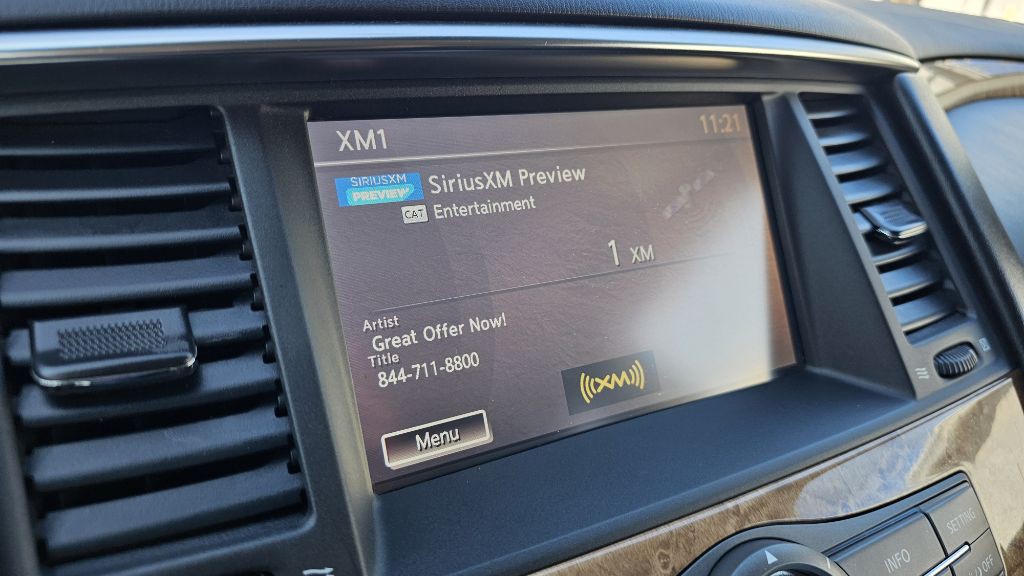 XM1 11:21
SIRIUSXM
PREVIEW
SiriusXM Preview
CAT Entertainment
1 XM
Artist
Great Offer Now!
Title
844-711-8800
((XM))
Menu
SETTING
INFO
OFF